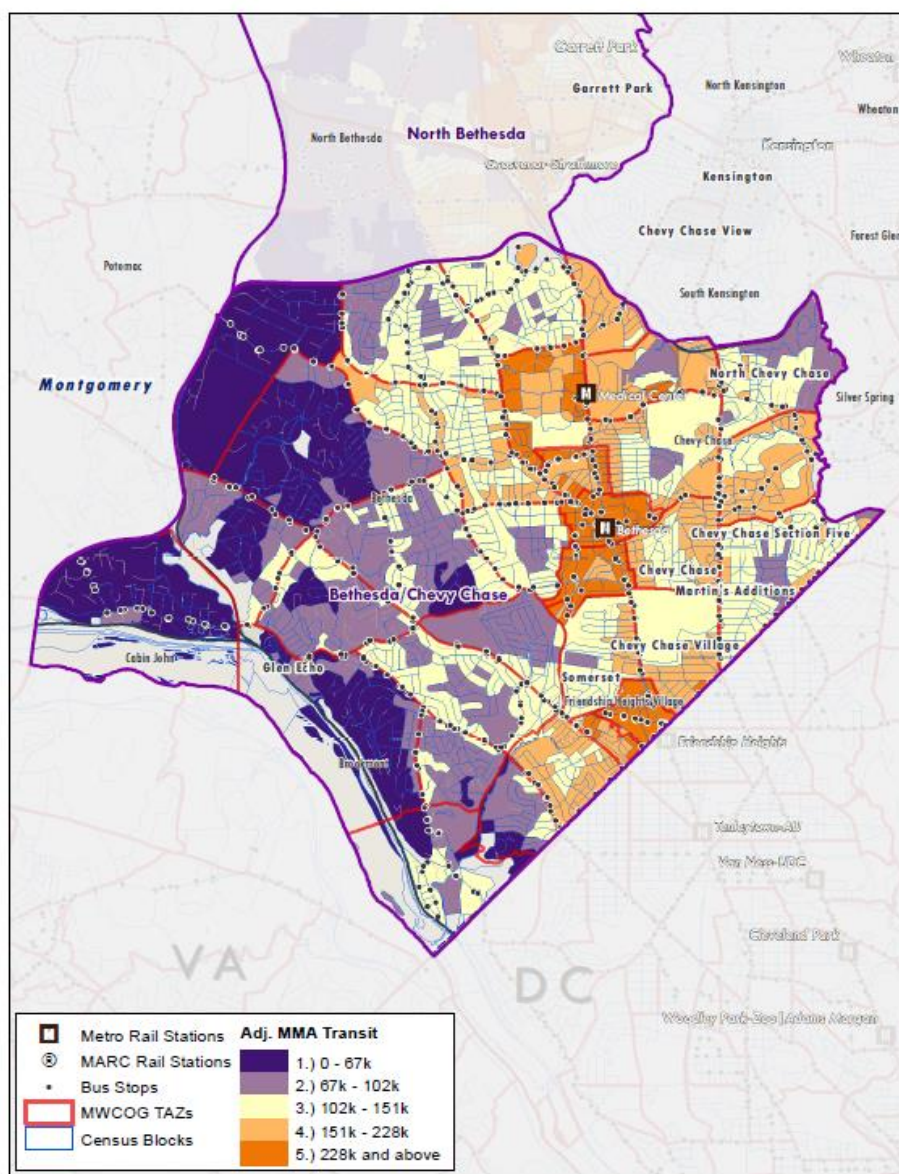 Garrett Park
Wheaton
Garrett Park
North Kensington
Wheaton
North Bethesda
North Bethesda
Kensington
Grosvenor-Strathmore
Kensington
Chevy Chase View
Forest Glen
Potomac
South Kensington
Montgomery
North Chevy Chase
Medical Center
Silver Spring
Chevy Chase
Bethesda
Bethesda
Chevy Chase Section Five
Chevy Chase
Bethesda/Chevy Chase
Martin's Additions
Chevy Chase Village
Cabin John
Glen Echo
Somerset
Friendship Heights Village
Friendship Heights
Brookmont
Tenleytown-AU
Van Ness-UDC
Cleveland Park
VA
DC
Woodley Park-Zoo/Adams Morgan
Metro Rail Stations
MARC Rail Stations
Bus Stops
MWCOG TAZs
Census Blocks
Adj. MMA Transit
1.) 0 - 67k
2.) 67k - 102k
3.) 102k - 151k
4.) 151k - 228k
5.) 228k and above